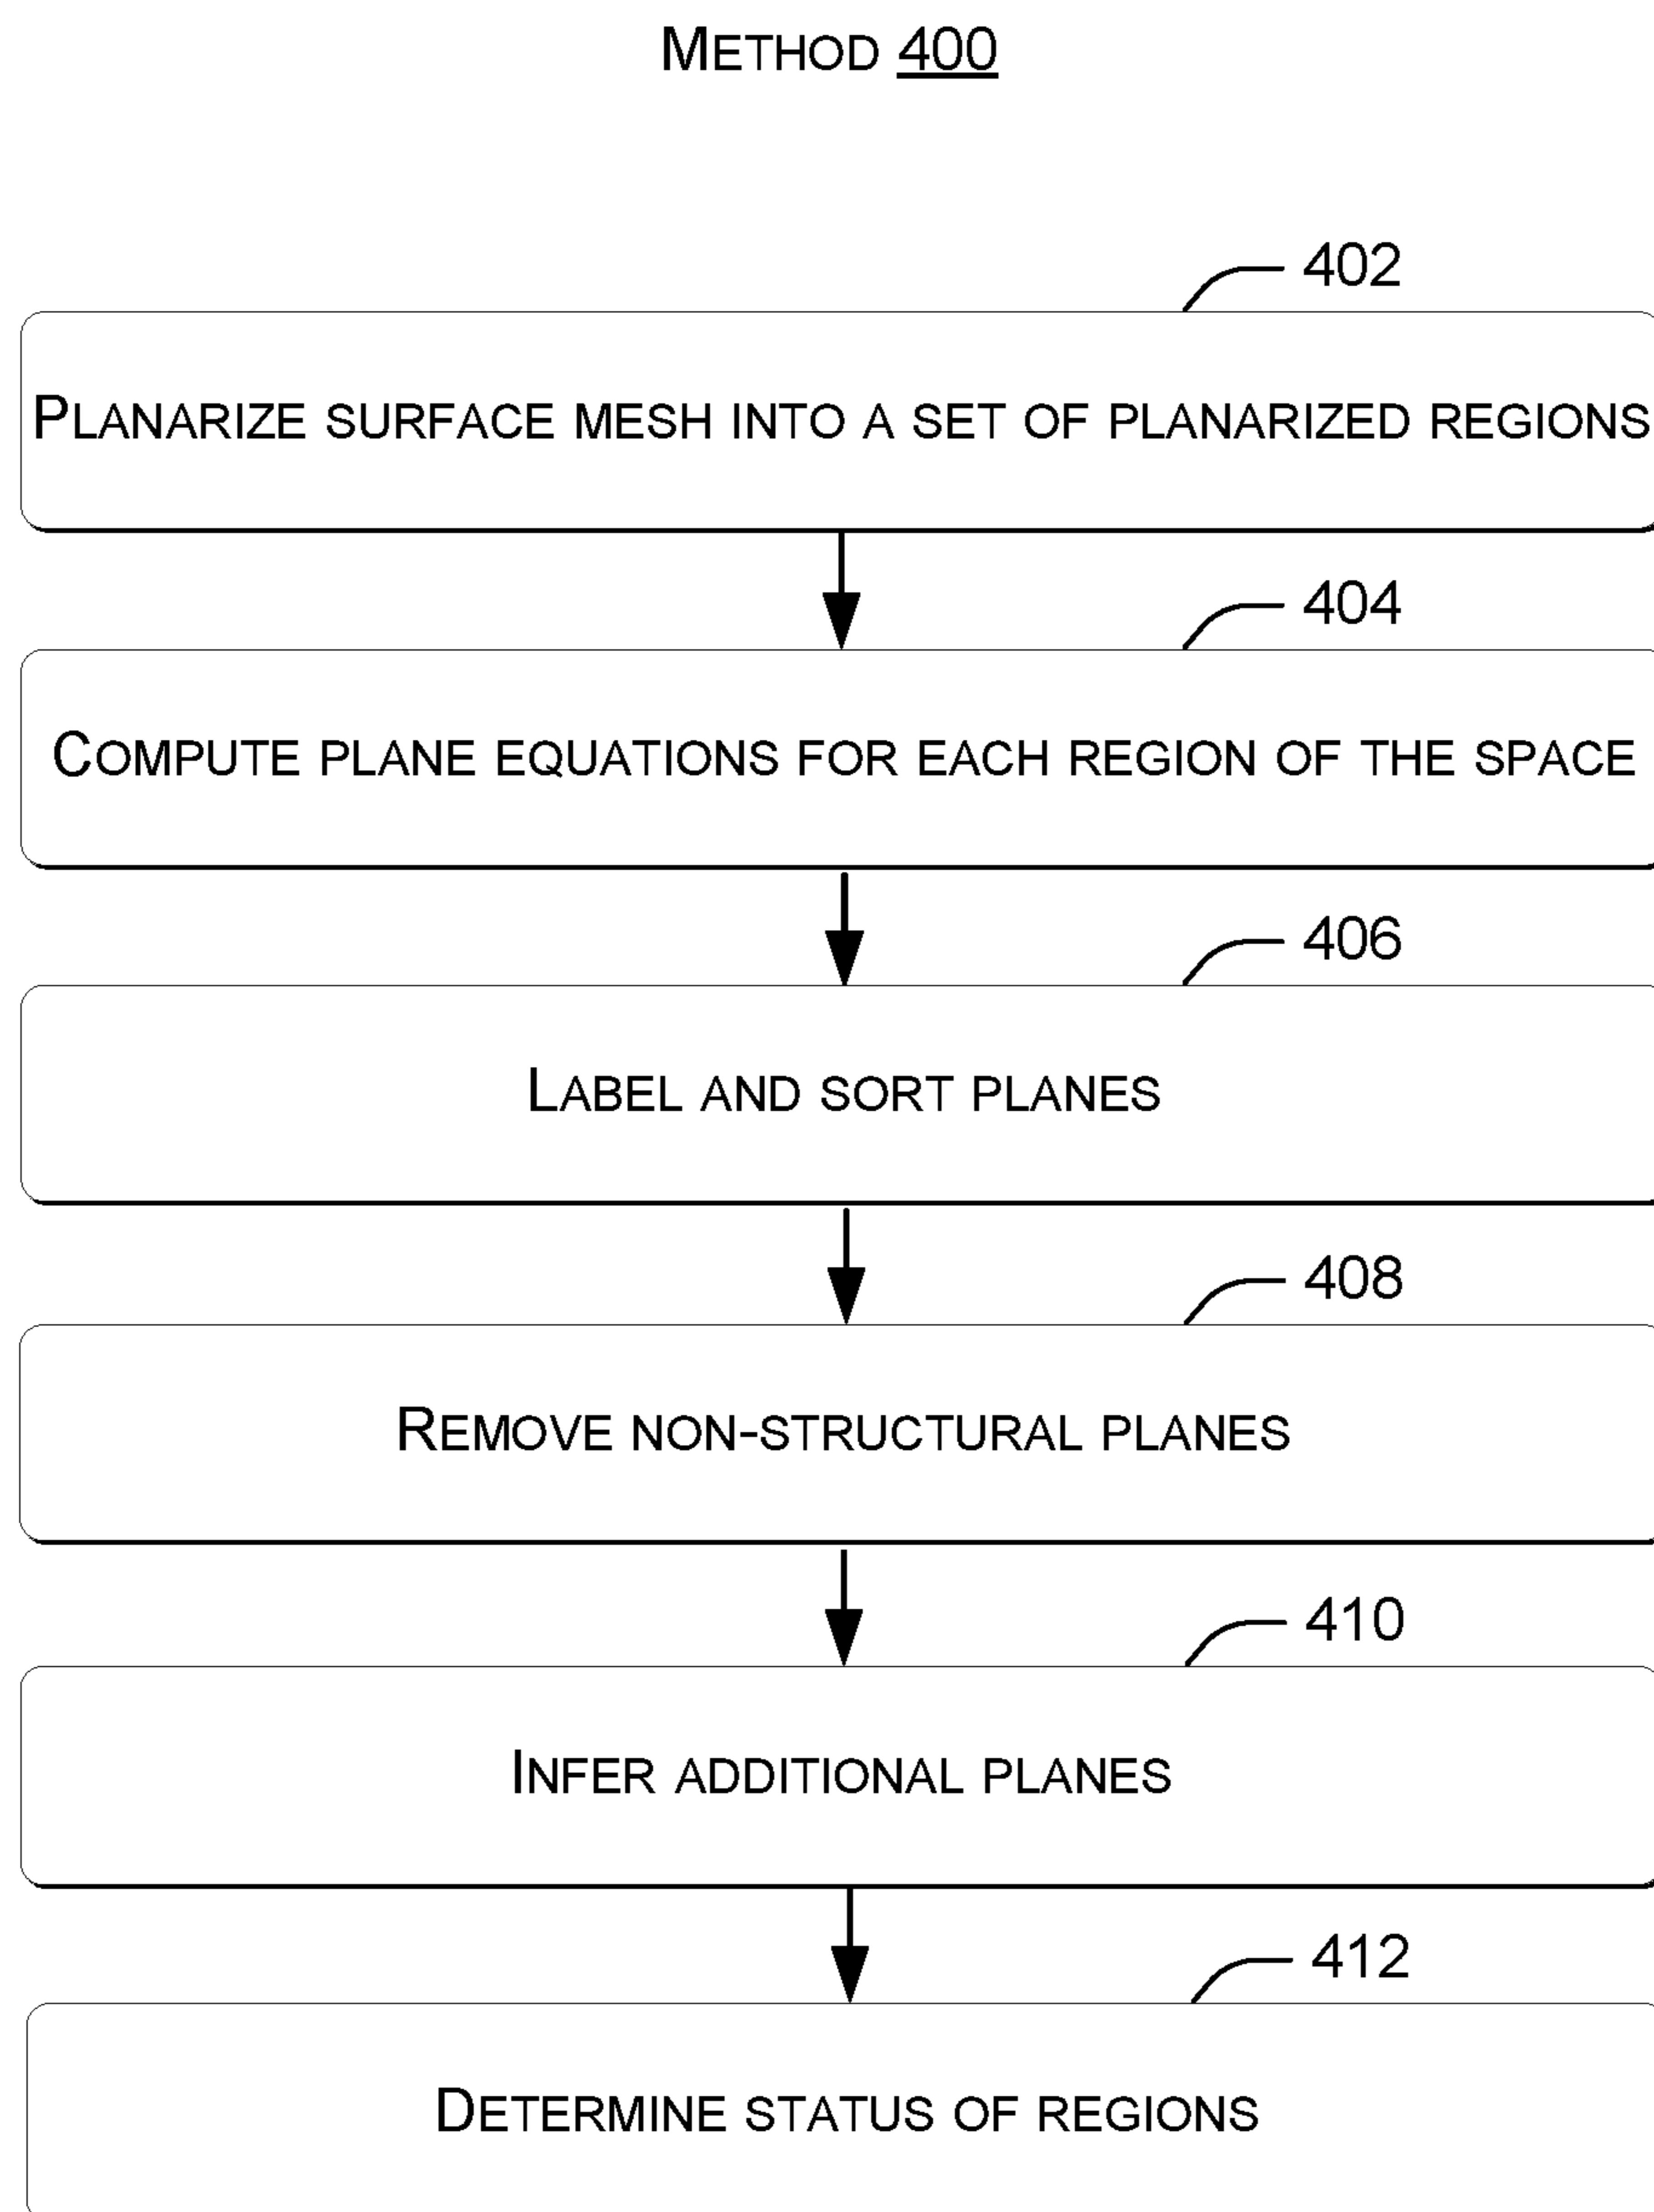 METHOD 400
402
PLANARIZE SURFACE MESH INTO A SET OF PLANARIZED REGIONS
404
COMPUTE PLANE EQUATIONS FOR EACH REGION OF THE SPACE
406
LABEL AND SORT PLANES
408
REMOVE NON-STRUCTURAL PLANES
410
INFER ADDITIONAL PLANES
412
DETERMINE STATUS OF REGIONS